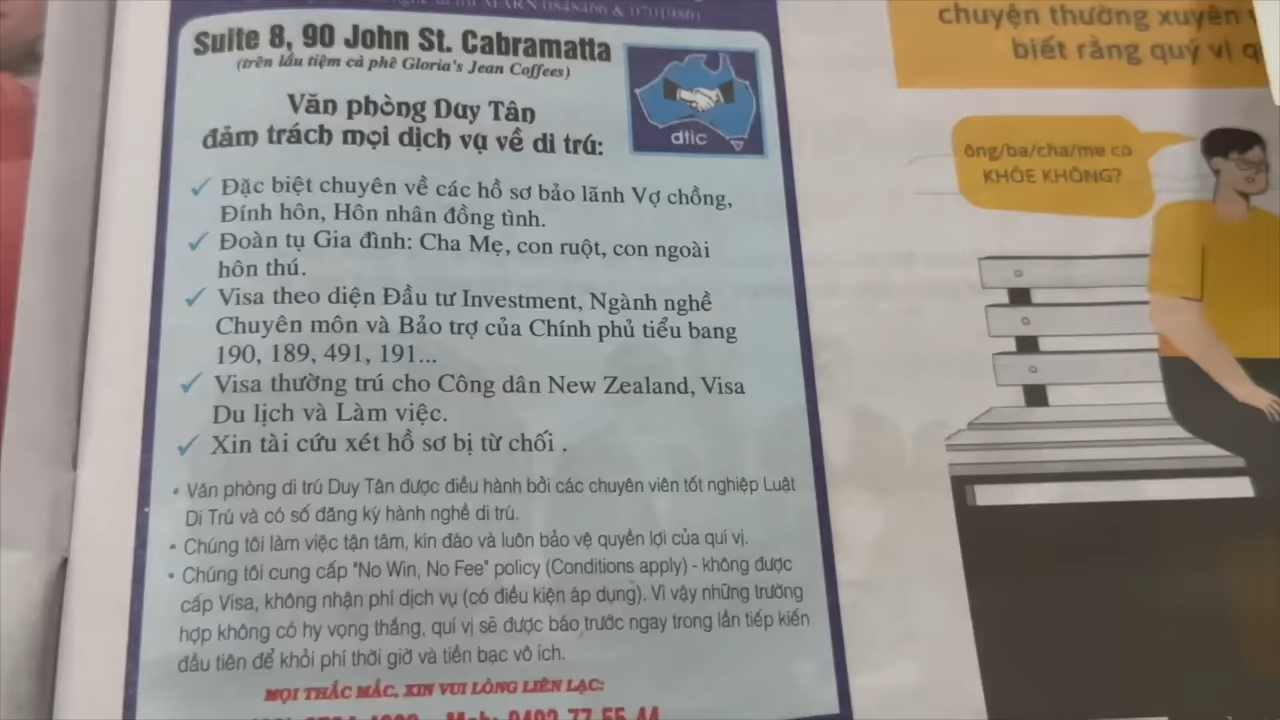 MARN 0848466 & 0701986
Suite 8, 90 John St. Cabramatta
(trên lầu tiệm cà phê Gloria's Jean Coffees)
dtic
Văn phòng Duy Tân
đảm trách mọi dịch vụ về di trú:
✓ Đặc biệt chuyên về các hồ sơ bảo lãnh Vợ chồng,
Đính hôn, Hôn nhân đồng tình.
✓ Đoàn tụ Gia đình: Cha Mẹ, con ruột, con ngoài
hôn thú.
✓ Visa theo diện Đầu tư Investment, Ngành nghề
Chuyên môn và Bảo trợ của Chính phủ tiểu bang
190, 189, 491, 191...
✓ Visa thường trú cho Công dân New Zealand, Visa
Du lịch và Làm việc.
✓ Xin tài cứu xét hồ sơ bị từ chối .
• Văn phòng di trú Duy Tân được điều hành bởi các chuyên viên tốt nghiệp Luật
Di Trú và có số đăng ký hành nghề di trú.
• Chúng tôi làm việc tận tâm, kín đáo và luôn bảo vệ quyền lợi của quí vị.
• Chúng tôi cung cấp "No Win, No Fee" policy (Conditions apply) - không được
cấp Visa, không nhận phí dịch vụ (có điều kiện áp dụng). Vì vậy những trường
hợp không có hy vọng thắng, quí vị sẽ được báo trước ngay trong lần tiếp kiến
đầu tiên để khỏi phí thời giờ và tiền bạc vô ích.
MỌI THẮC MẮC, XIN VUI LÒNG LIÊN LẠC:
Mob: 0402 77 55 44
chuyện thường xuyên
biết rằng quý vị q
ông/bà/cha/mẹ có
KHỎE KHÔNG?